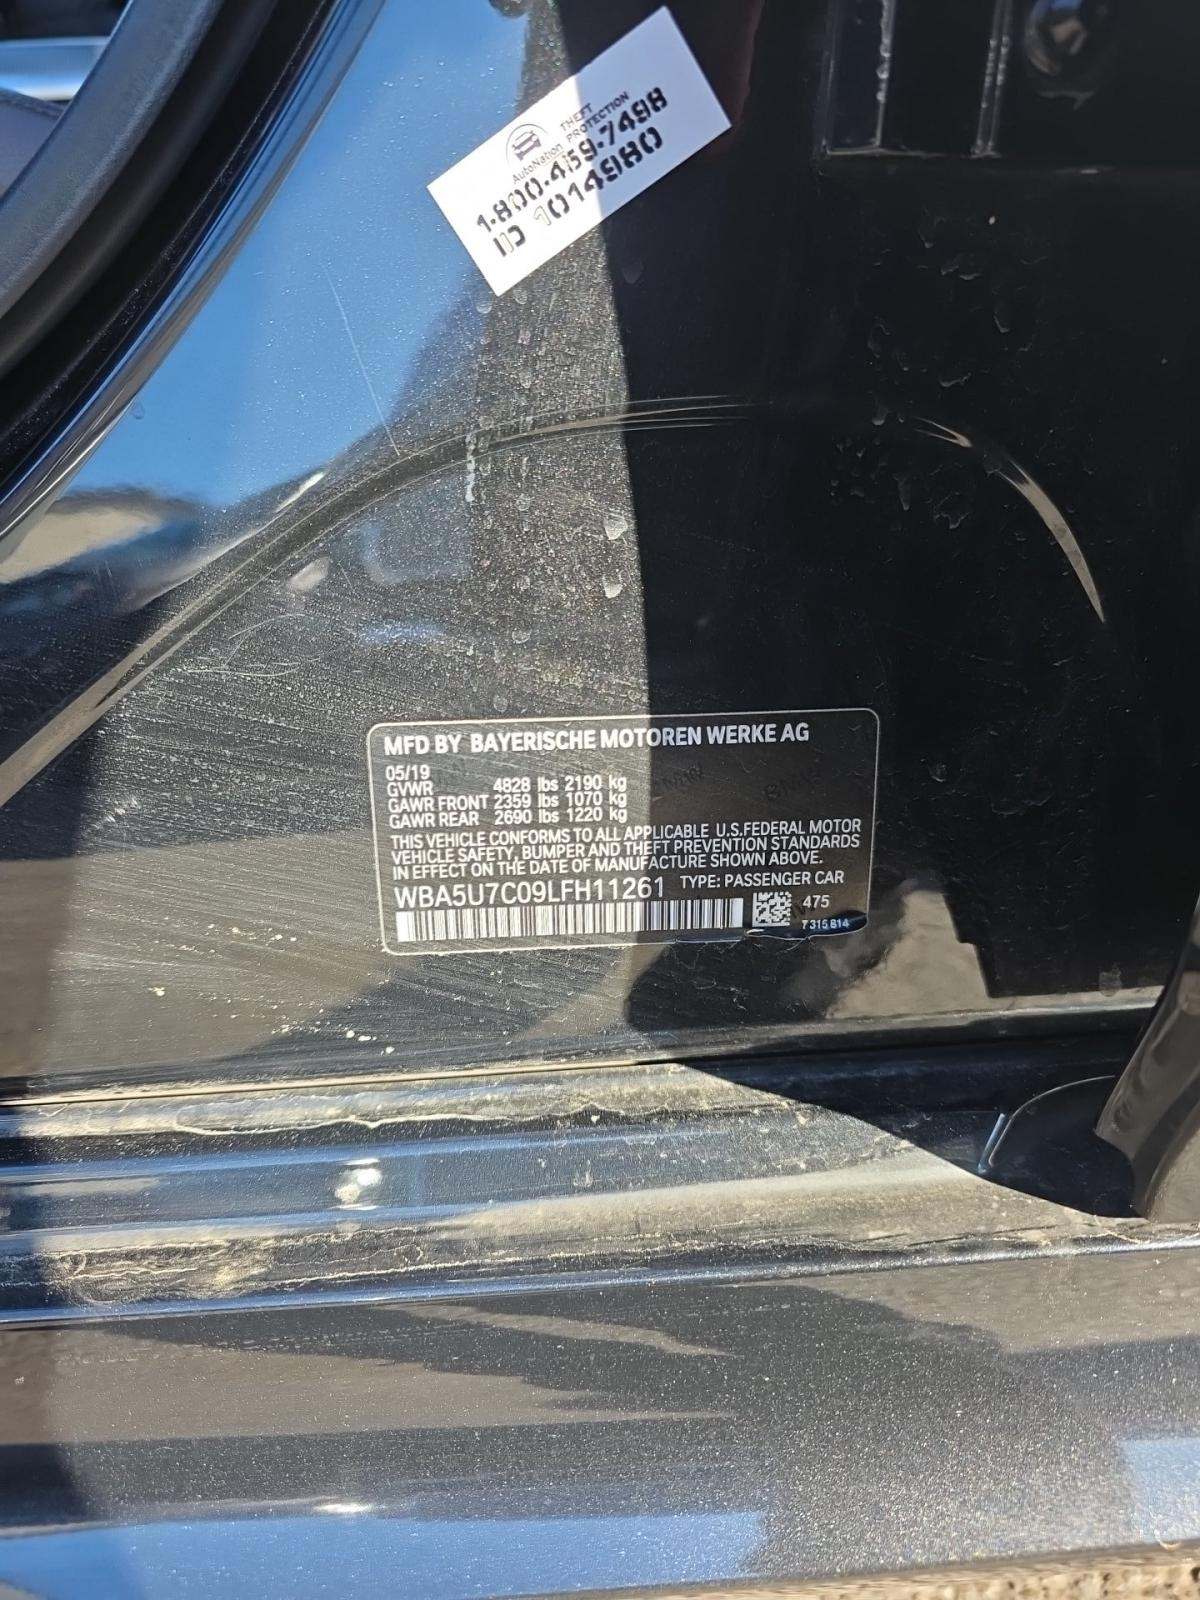 AutoNation
THEFT
PROTECTION
1-800-459-7498
ID 1014980
MFD BY BAYERISCHE MOTOREN WERKE AG
05/19
GVWR 4828 lbs 2190 kg
GAWR FRONT 2359 lbs 1070 kg
GAWR REAR 2690 lbs 1220 kg
THIS VEHICLE CONFORMS TO ALL APPLICABLE U.S.FEDERAL MOTOR
VEHICLE SAFETY, BUMPER AND THEFT PREVENTION STANDARDS
IN EFFECT ON THE DATE OF MANUFACTURE SHOWN ABOVE.
WBA5U7C09LFH11261 TYPE: PASSENGER CAR
475
7 315 814